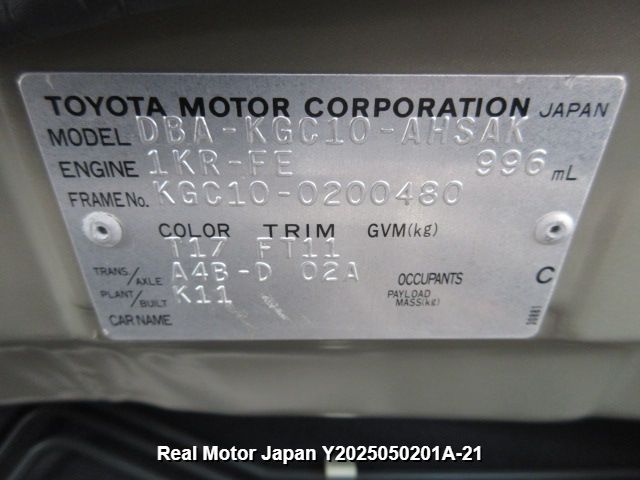 TOYOTA MOTOR CORPORATION JAPAN
MODEL DBA-KGC10-AHSAK
ENGINE 1KR-FE 996 mL
FRAME No. KGC10-0200480
COLOR TRIM GVM(kg)
T17 FT11
TRANS./AXLE A4B-D 02A OCCUPANTS C
PLANT/BUILT K11 PAYLOAD MASS(kg)
CAR NAME
Real Motor Japan Y2025050201A-21